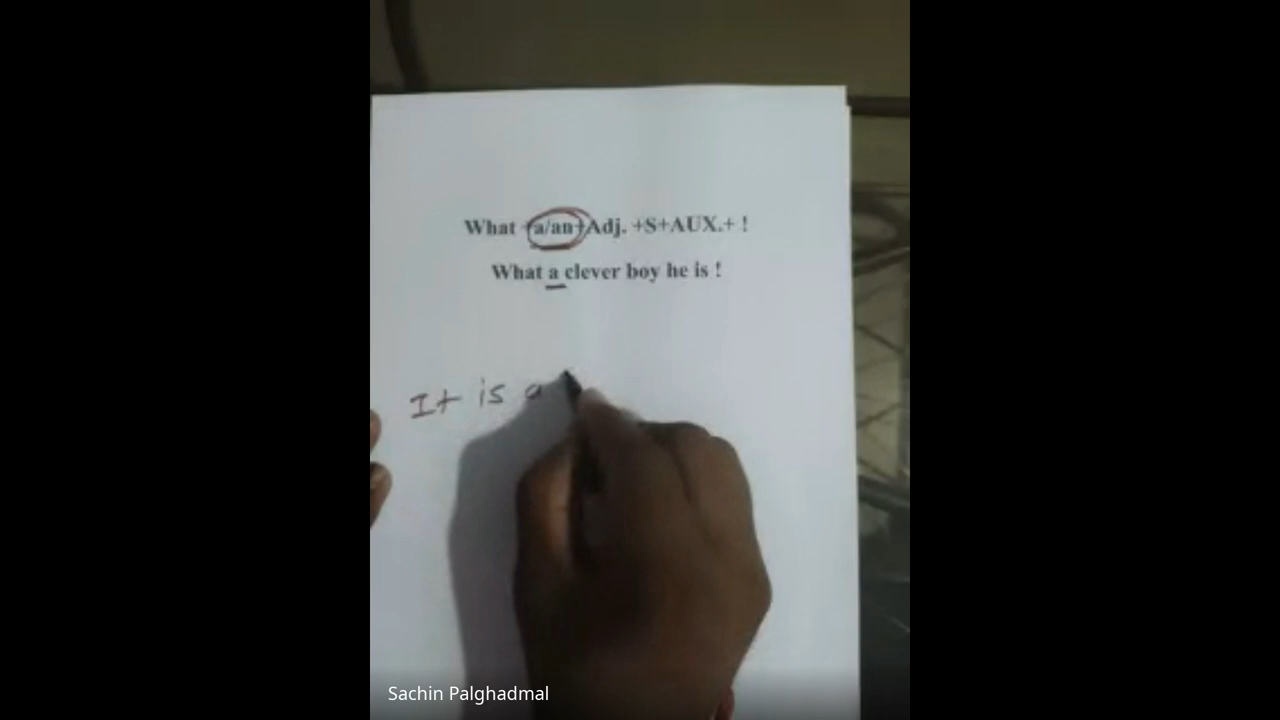 What +a/an+Adj. +S+AUX.+ !
What a clever boy he is !
It is a
Sachin Palghadmal